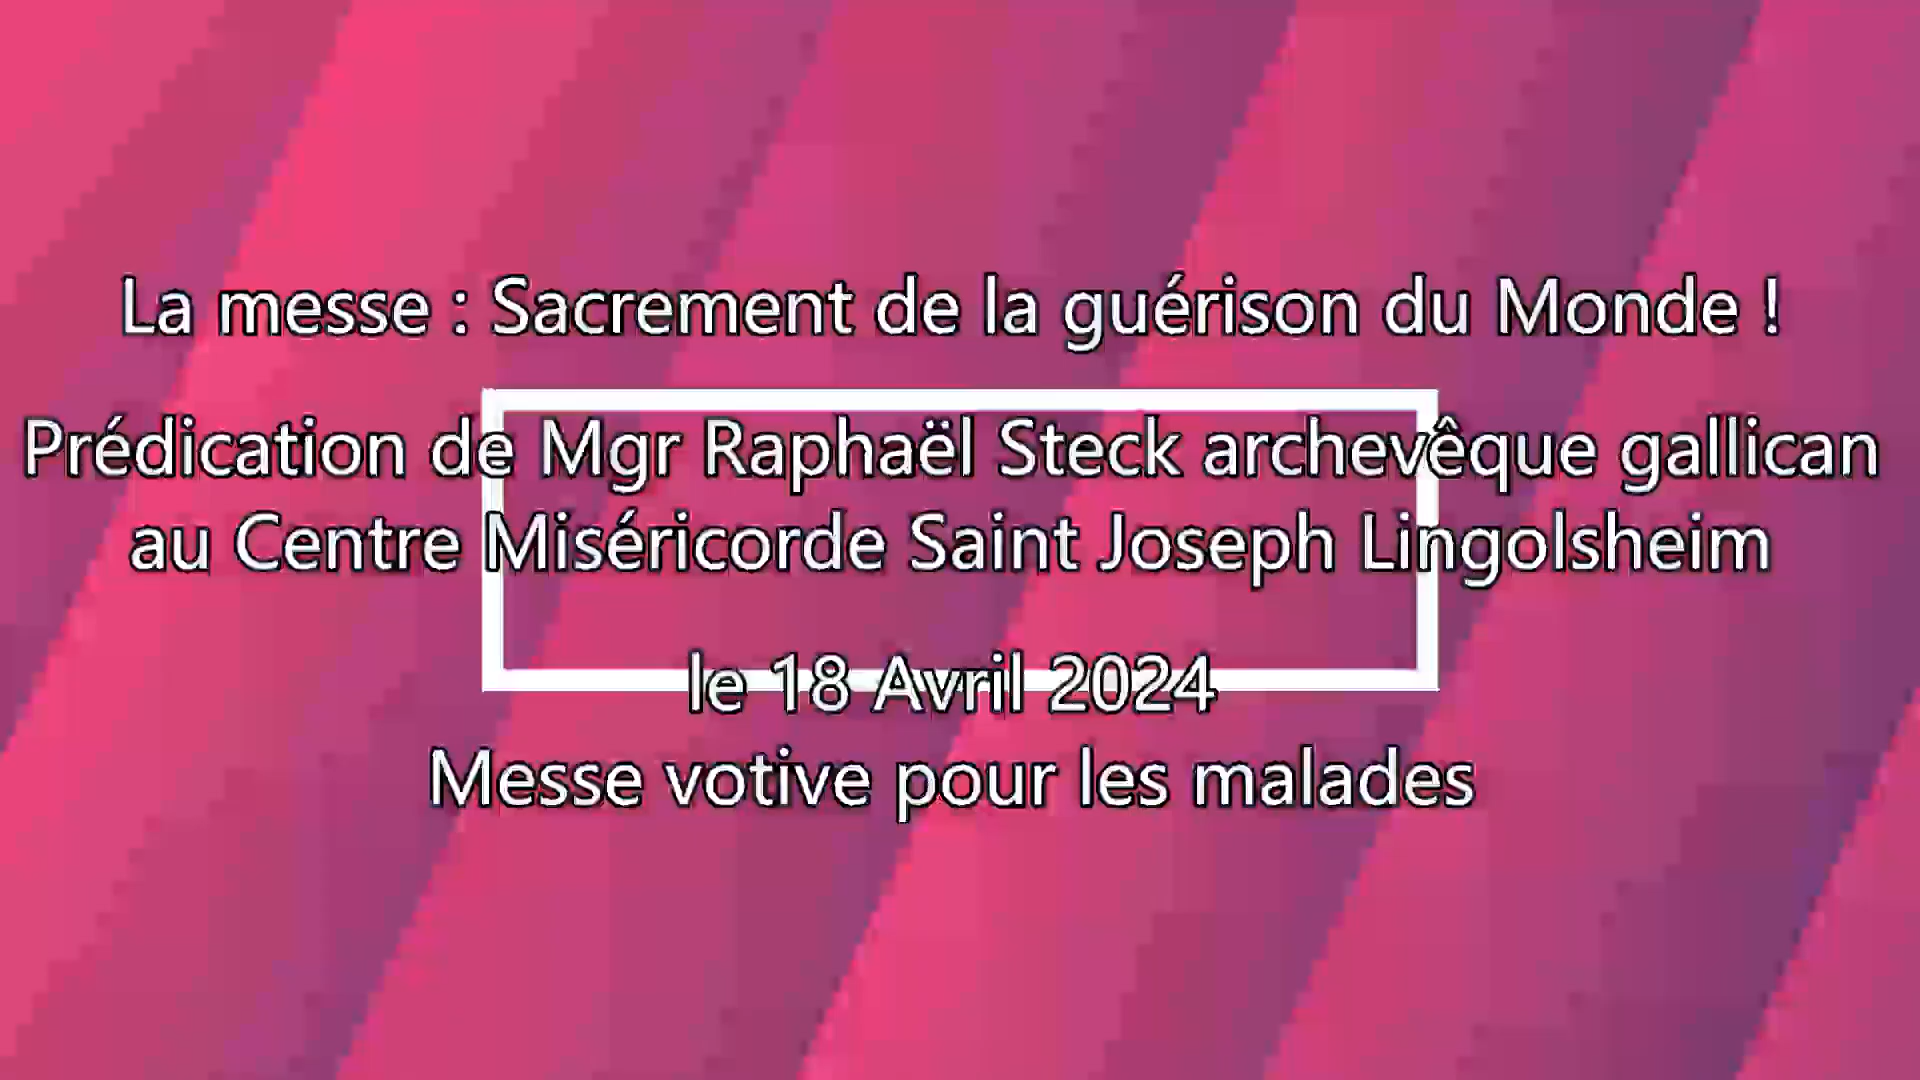 La messe : Sacrement de la guérison du Monde !
Prédication de Mgr Raphaël Steck archevêque gallican
au Centre Miséricorde Saint Joseph Lingolsheim
le 18 Avril 2024
Messe votive pour les malades